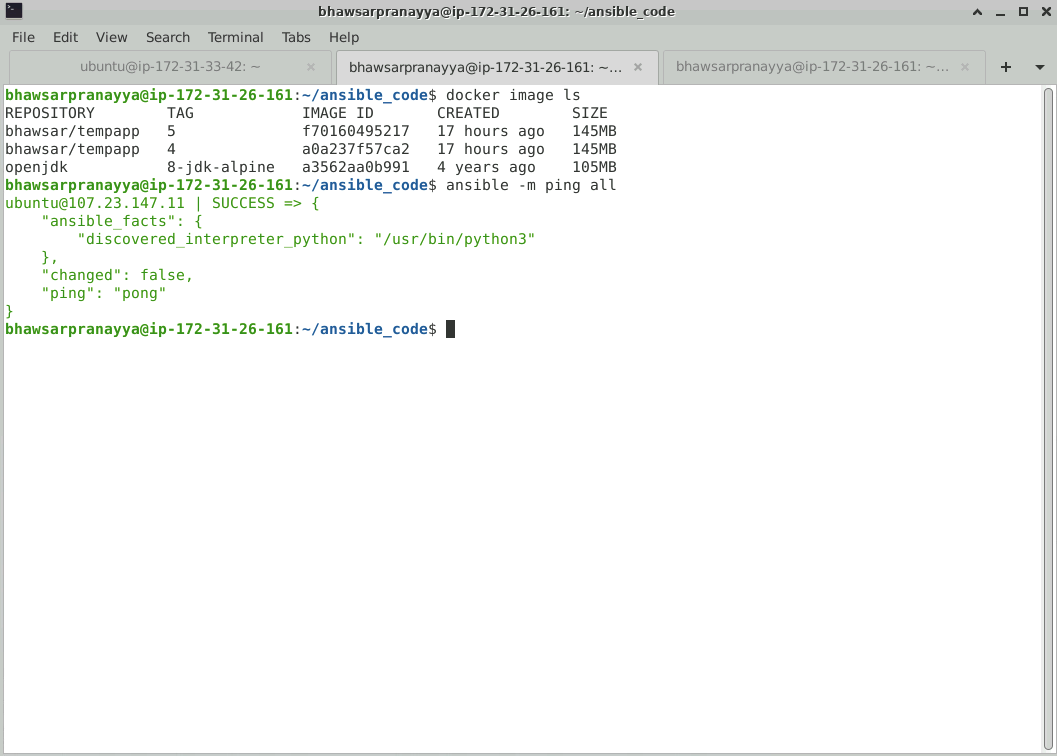 bhawsarpranayya@ip-172-31-26-161: ~/ansible_code
File Edit View Search Terminal Tabs Help
ubuntu@ip-172-31-33-42: ~ × bhawsarpranayya@ip-172-31-26-161: ~... × bhawsarpranayya@ip-172-31-26-161: ~... ×
bhawsarpranayya@ip-172-31-26-161:~/ansible_code$ docker image ls
REPOSITORY        TAG            IMAGE ID       CREATED        SIZE
bhawsar/tempapp   5              f70160495217   17 hours ago   145MB
bhawsar/tempapp   4              a0a237f57ca2   17 hours ago   145MB
openjdk           8-jdk-alpine   a3562aa0b991   4 years ago    105MB
bhawsarpranayya@ip-172-31-26-161:~/ansible_code$ ansible -m ping all
ubuntu@107.23.147.11 | SUCCESS => {
    "ansible_facts": {
        "discovered_interpreter_python": "/usr/bin/python3"
    },
    "changed": false,
    "ping": "pong"
}
bhawsarpranayya@ip-172-31-26-161:~/ansible_code$